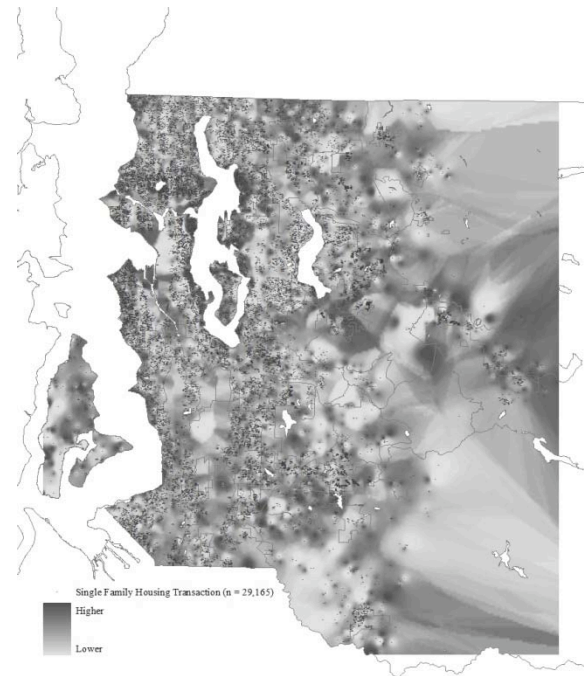 Single Family Housing Transaction (n = 29,165)
Higher
Lower